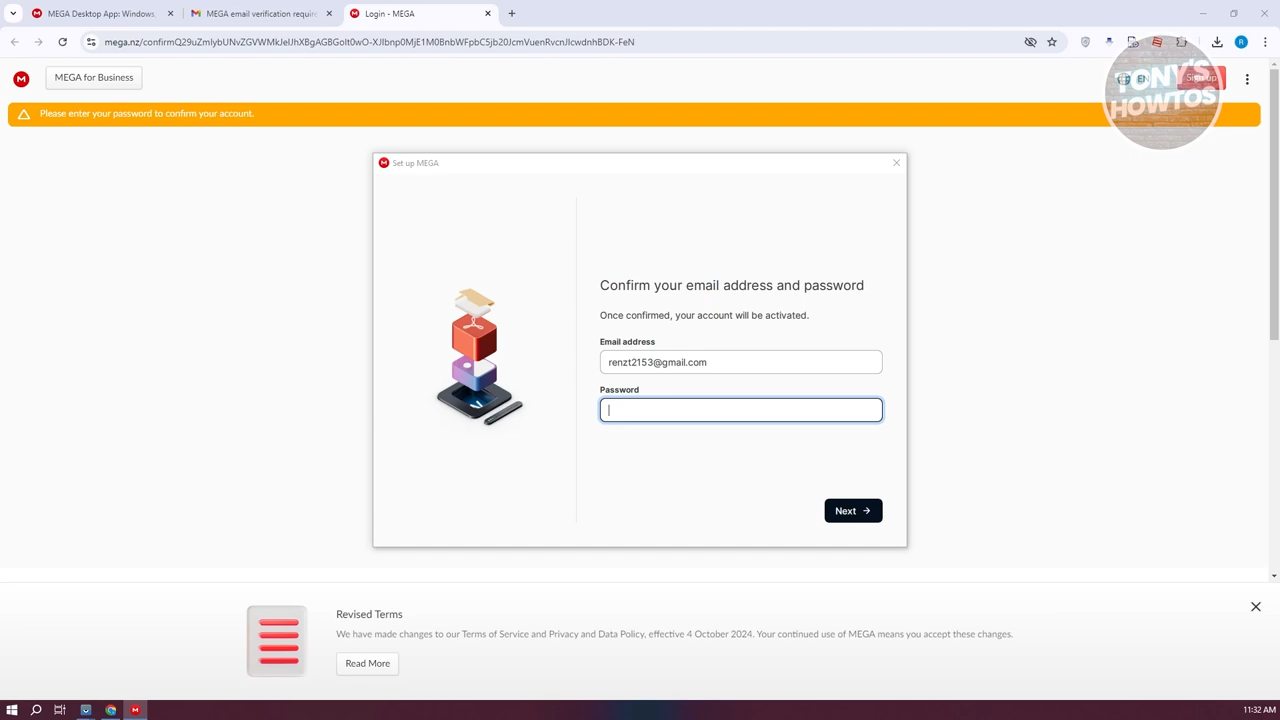 MEGA Desktop App: Windows,
MEGA email verification requir
Login - MEGA
mega.nz/confirmQ29uZmlybUNvZGVWMkJeIJhXBgAGBGoIt0wO-XJlbnp0MjE1M0BnbWFpbC5jb20JcmVuenRvcnJlcwdnhBDK-FeN
R
M
MEGA for Business
EN
Sign up
TONY'S
HOWTOS
Please enter your password to confirm your account.
Set up MEGA
Confirm your email address and password
Once confirmed, your account will be activated.
Email address
renzt2153@gmail.com
Password
Next
Revised Terms
We have made changes to our Terms of Service and Privacy and Data Policy, effective 4 October 2024. Your continued use of MEGA means you accept these changes.
Read More
11:32 AM